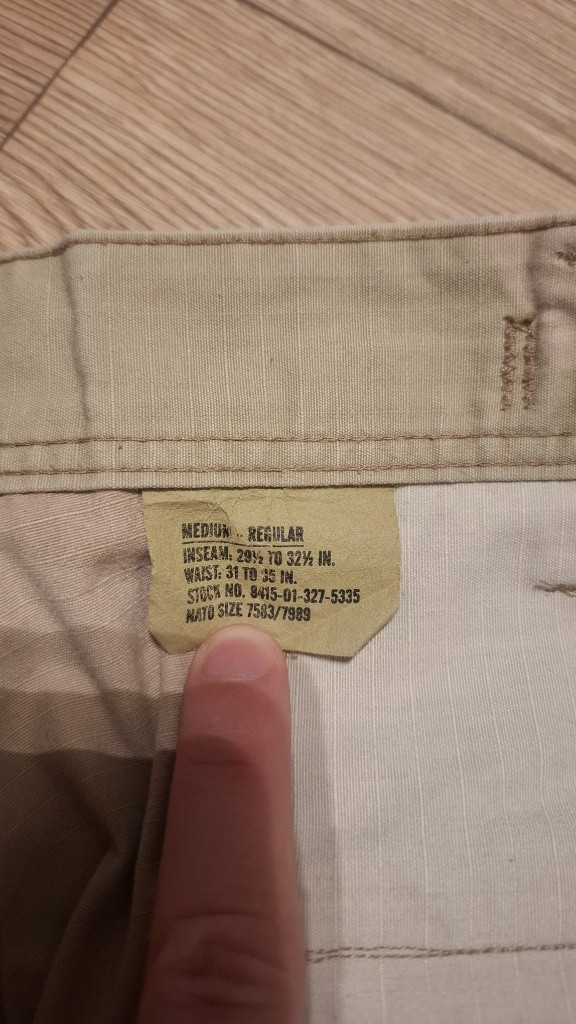 MEDIUM - REGULAR
INSEAM: 29½ TO 32½ IN.
WAIST: 31 TO 35 IN.
STOCK NO. 8415-01-327-5335
NATO SIZE 7583/7989